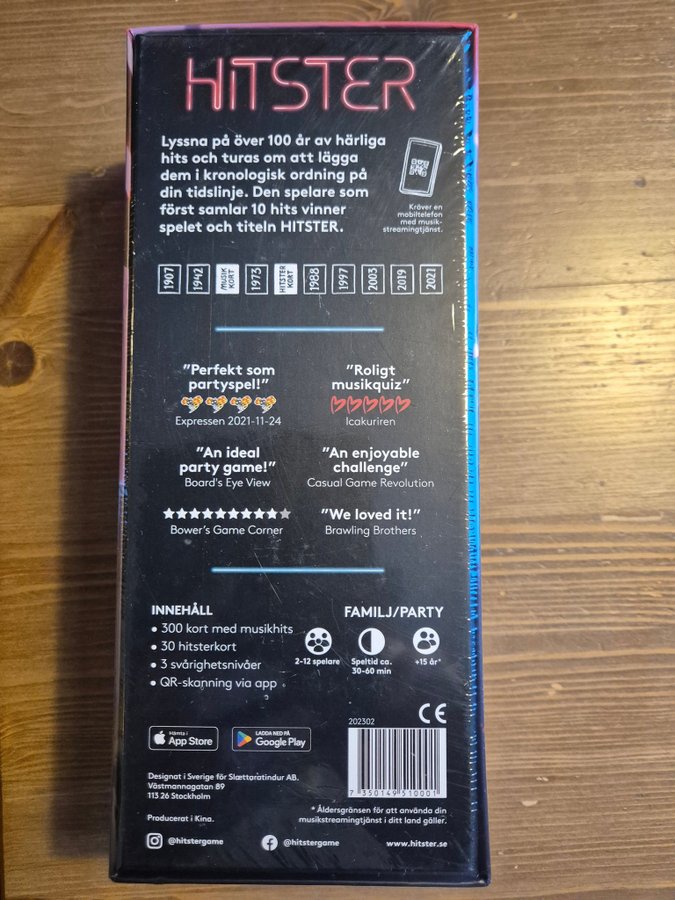 HITSTER
Lyssna på över 100 år av härliga
hits och turas om att lägga
dem i kronologisk ordning på
din tidslinje. Den spelare som
först samlar 10 hits vinner
spelet och titeln HITSTER.
Kräver en
mobiltelefon
med musik-
streamingtjänst.
1907 1942 MUSIK KORT 1973 HITSTER KORT 1988 1997 2003 2019 2021
”Perfekt som
partyspel!”
Expressen 2021-11-24
”Roligt
musikquiz”
Icakuriren
”An ideal
party game!”
Board's Eye View
”An enjoyable
challenge”
Casual Game Revolution
Bower's Game Corner
”We loved it!”
Brawling Brothers
INNEHÅLL
• 300 kort med musikhits
• 30 hitsterkort
• 3 svårighetsnivåer
• QR-skanning via app
FAMILJ/PARTY
2-12 spelare
Speltid ca.
30-60 min
+15 år*
Hämta i
App Store
LADDA NED PÅ
Google Play
202302
CE
7 350149 510001
Designat i Sverige för Slættaratindur AB.
Västmannagatan 89
113 26 Stockholm
Producerat i Kina.
* Åldersgränsen för att använda din
musikstreamingtjänst i ditt land gäller.
@hitstergame
@hitstergame
www.hitster.se